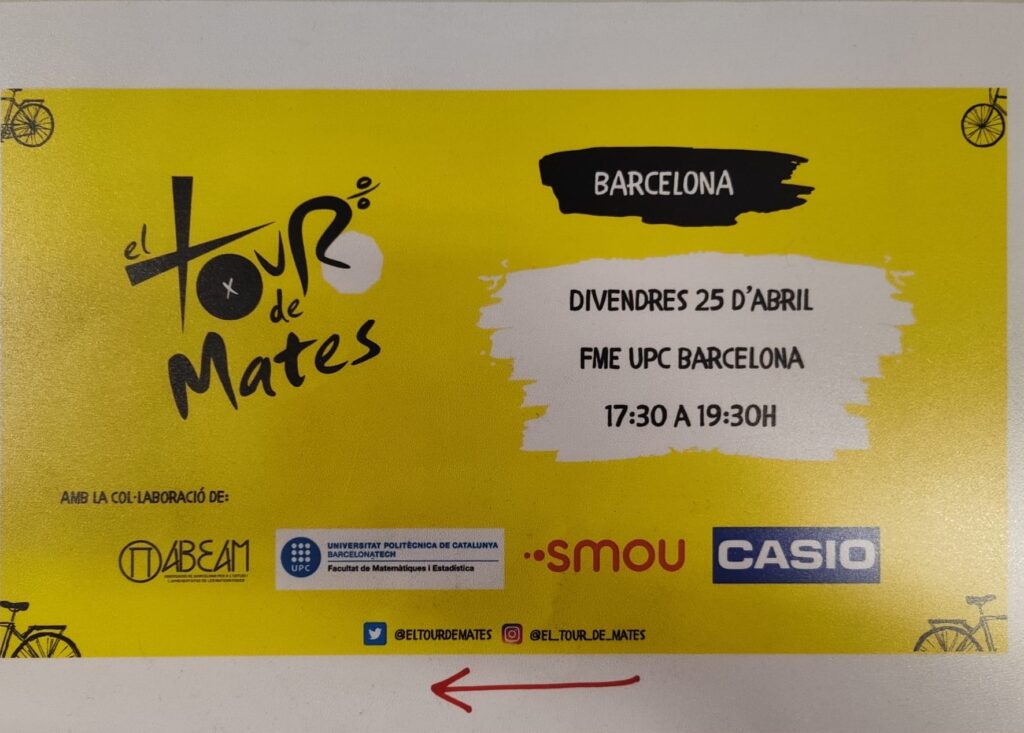 el
TOUR
de
Mates
BARCELONA
DIVENDRES 25 D'ABRIL
FME UPC BARCELONA
17:30 A 19:30H
AMB LA COL·LABORACIÓ DE:
ABEAM
UPC
UNIVERSITAT POLITÈCNICA DE CATALUNYA
BARCELONATECH
Facultat de Matemàtiques i Estadística
smou
CASIO
@ELTOURDEMATES @EL_TOUR_DE_MATES